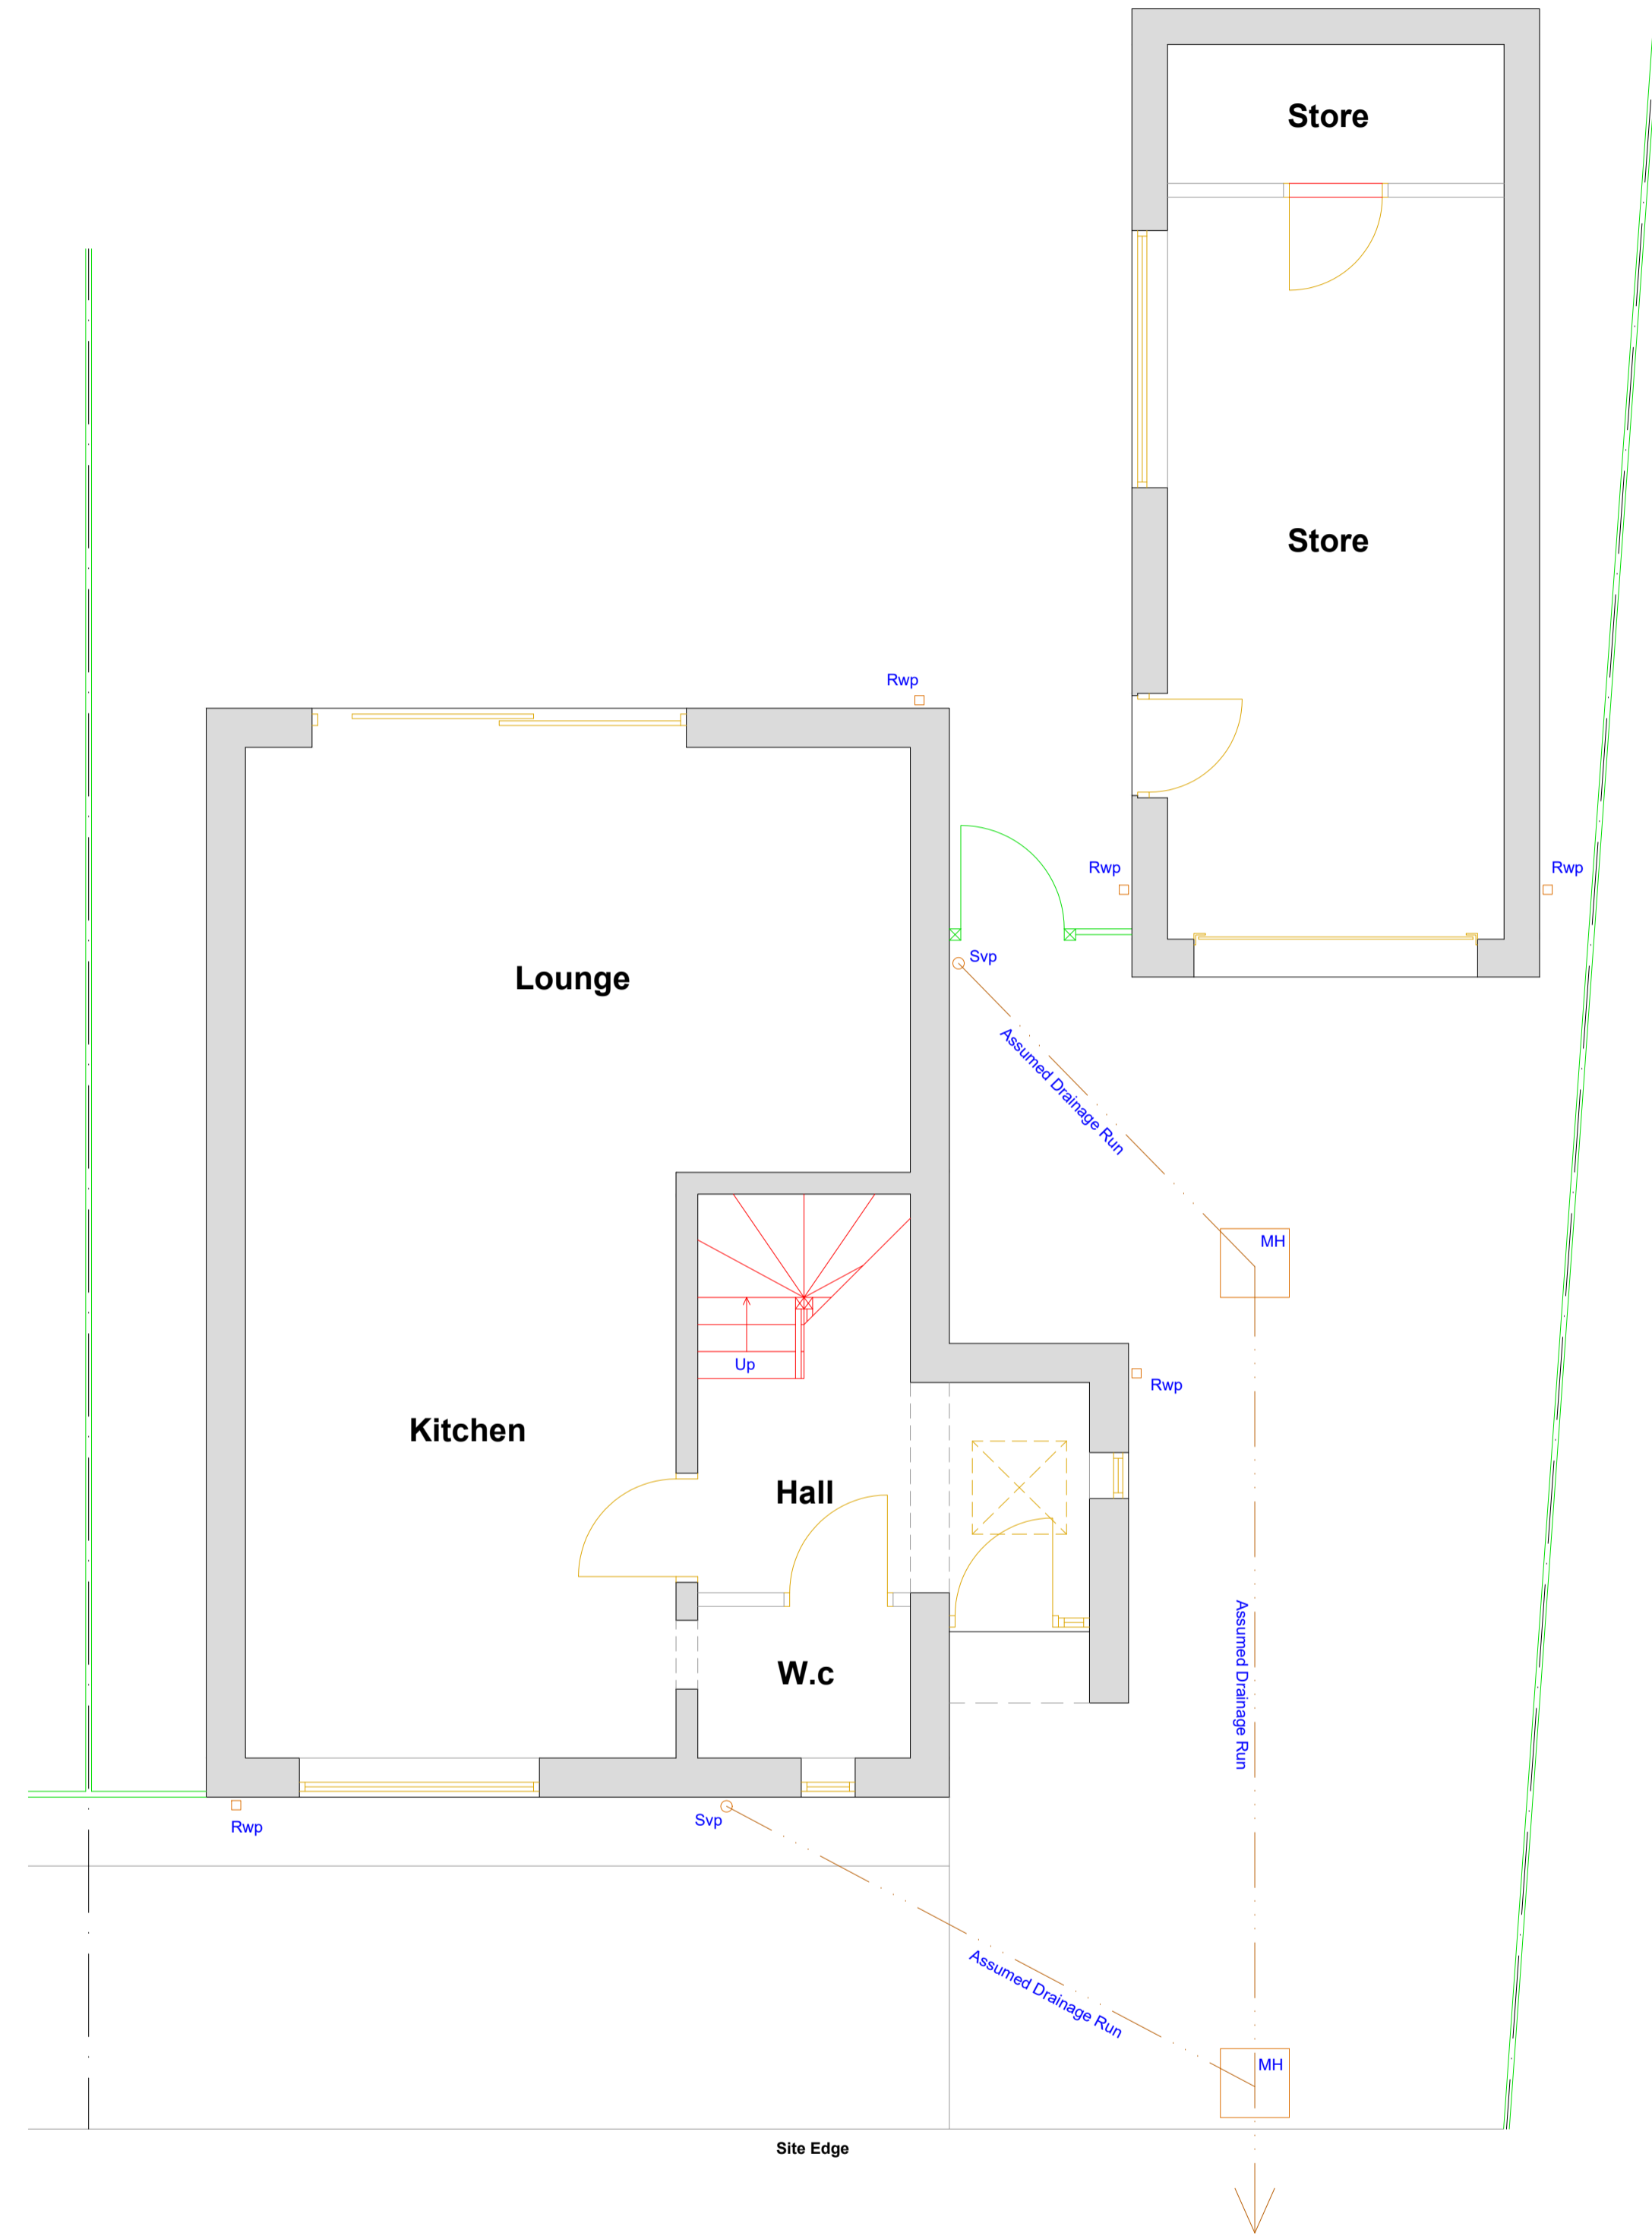 Store
Store
Rwp
Rwp
Rwp
Svp
Lounge
Assumed Drainage Run
MH
Up
Rwp
Kitchen
Hall
W.c
Assumed Drainage Run
Rwp
Svp
Assumed Drainage Run
MH
Site Edge